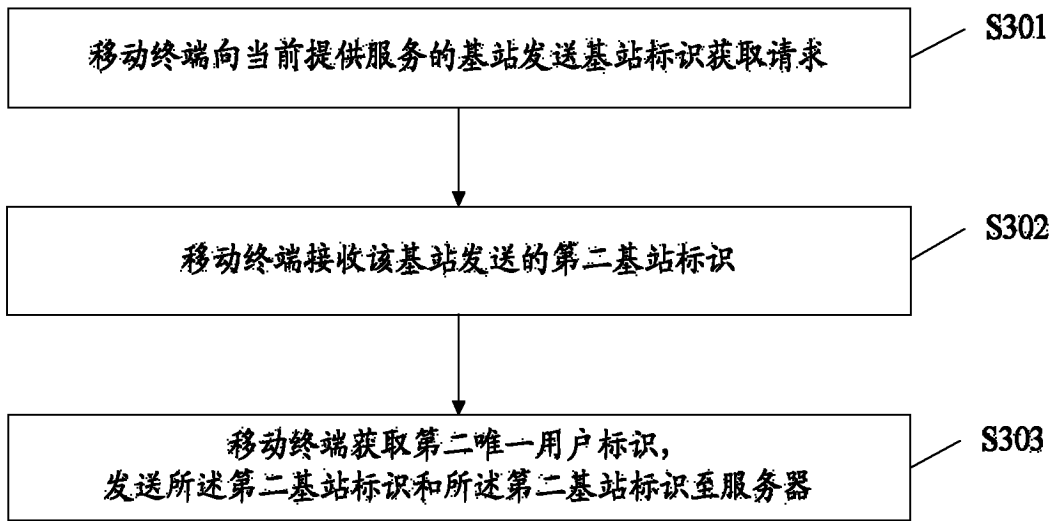 移动终端向当前提供服务的基站发送基站标识获取请求
S301
移动终端接收该基站发送的第二基站标识
S302
移动终端获取第二唯一用户标识,
发送所述第二基站标识和所述第二基站标识至服务器
S303